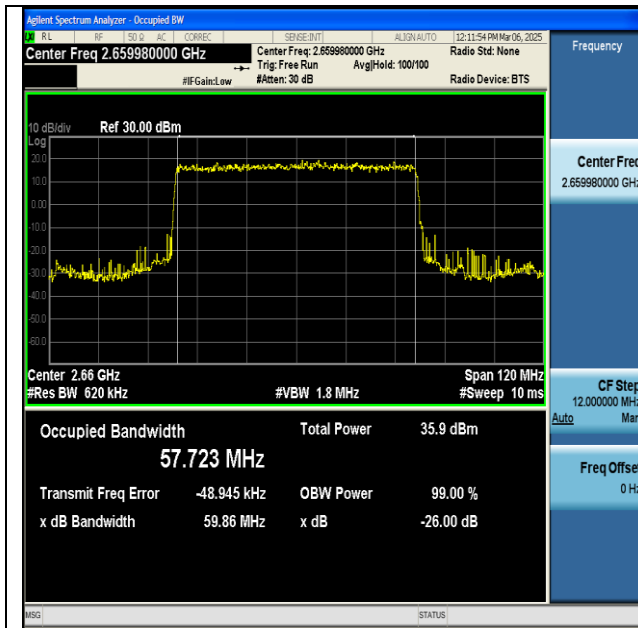 Agilent Spectrum Analyzer - Occupied BW
RL RF 50 Ω AC CORREC SENSE:INT ALIGN AUTO 12:11:54 PM Mar 06, 2025
Center Freq 2.659980000 GHz
Center Freq: 2.659980000 GHz Radio Std: None
Trig: Free Run Avg|Hold: 100/100
#IFGain:Low #Atten: 30 dB Radio Device: BTS
10 dB/div Ref 30.00 dBm
Log
20.0
10.0
0.00
-10.0
-20.0
-30.0
-40.0
-50.0
-60.0
Center 2.66 GHz Span 120 MHz
#Res BW 620 kHz #VBW 1.8 MHz #Sweep 10 ms
Occupied Bandwidth Total Power 35.9 dBm
57.723 MHz
Transmit Freq Error -48.945 kHz OBW Power 99.00 %
x dB Bandwidth 59.86 MHz x dB -26.00 dB
MSG STATUS
Frequency
Center Freq
2.659980000 GHz
CF Step
12.000000 MHz
Auto Man
Freq Offset
0 Hz